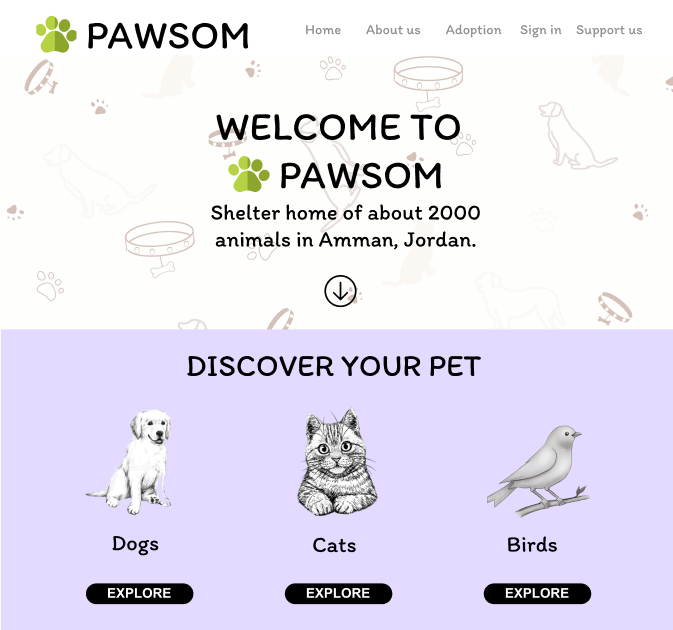 PAWSOM
Home About us Adoption Sign in Support us
WELCOME TO
PAWSOM
Shelter home of about 2000
animals in Amman, Jordan.
DISCOVER YOUR PET
Dogs Cats Birds
EXPLORE EXPLORE EXPLORE